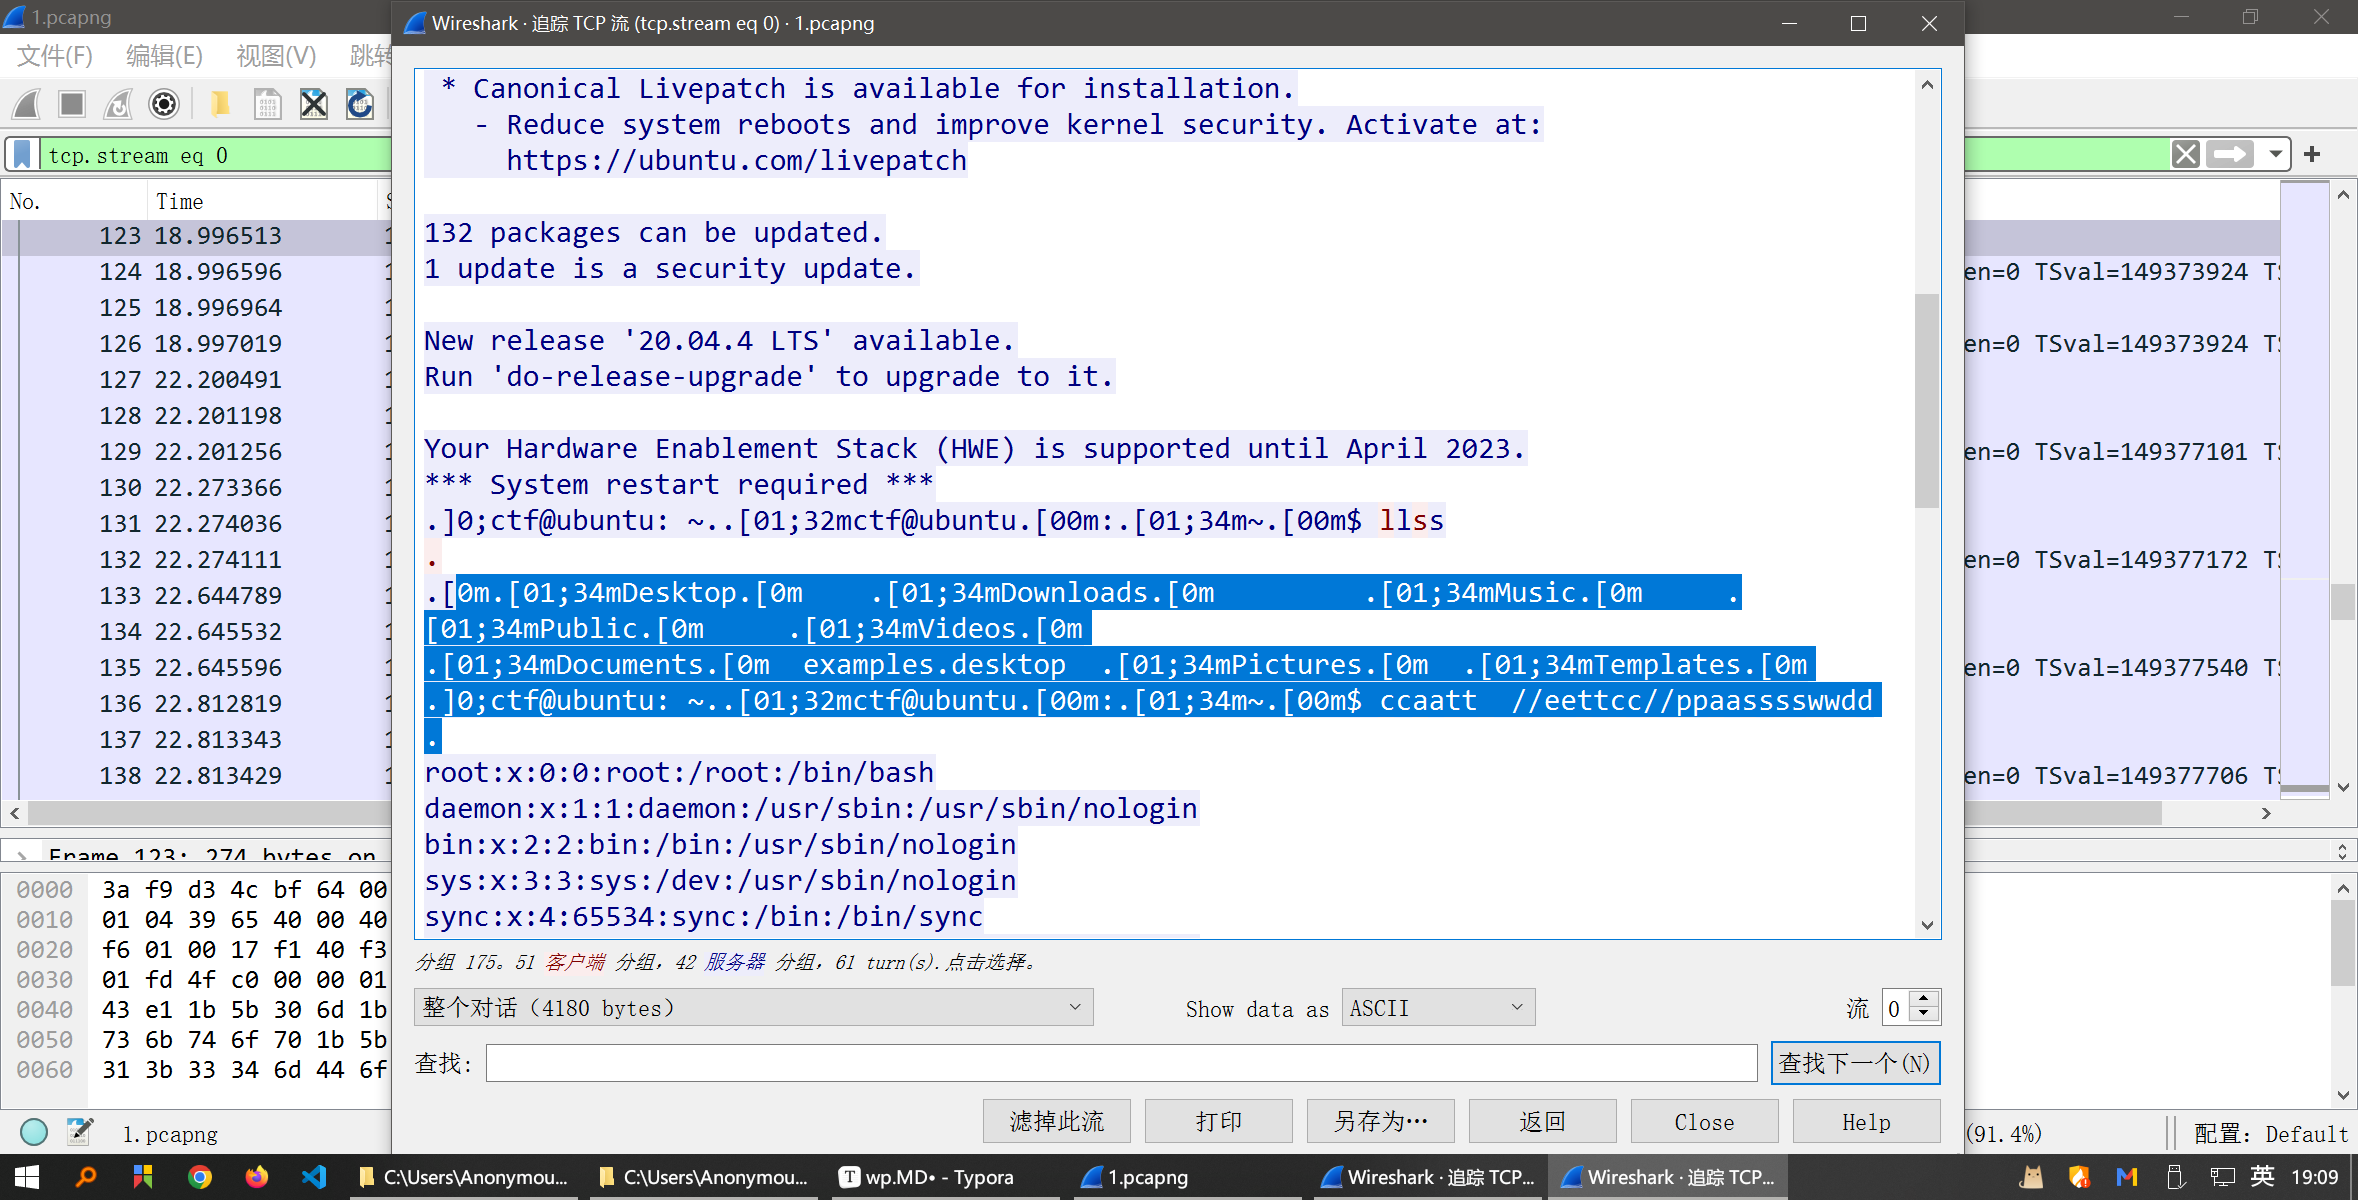 1.pcapng
文件(F) 编辑(E) 视图(V) 跳转
tcp.stream eq 0
No. Time
123 18.996513
124 18.996596 en=0 TSval=149373924
125 18.996964
126 18.997019 en=0 TSval=149373924
127 22.200491
128 22.201198
129 22.201256 en=0 TSval=149377101
130 22.273366
131 22.274036
132 22.274111 en=0 TSval=149377172
133 22.644789
134 22.645532
135 22.645596 en=0 TSval=149377540
136 22.812819
137 22.813343
138 22.813429 en=0 TSval=149377706
Frame 123: 274 bytes on
0000 3a f9 d3 4c bf 64 00
0010 01 04 39 65 40 00 40
0020 f6 01 00 17 f1 40 f3
0030 01 fd 4f c0 00 00 01
0040 43 e1 1b 5b 30 6d 1b
0050 73 6b 74 6f 70 1b 5b
0060 31 3b 33 34 6d 44 6f
1.pcapng
(91.4%)
配置: Default
Wireshark · 追踪 TCP 流 (tcp.stream eq 0) · 1.pcapng
* Canonical Livepatch is available for installation.
- Reduce system reboots and improve kernel security. Activate at:
https://ubuntu.com/livepatch
132 packages can be updated.
1 update is a security update.
New release '20.04.4 LTS' available.
Run 'do-release-upgrade' to upgrade to it.
Your Hardware Enablement Stack (HWE) is supported until April 2023.
*** System restart required ***
.]0;ctf@ubuntu: ~..[01;32mctf@ubuntu.[00m:.[01;34m~.[00m$ llss
.
.[0m.[01;34mDesktop.[0m    .[01;34mDownloads.[0m         .[01;34mMusic.[0m     .
[01;34mPublic.[0m     .[01;34mVideos.[0m
.[01;34mDocuments.[0m  examples.desktop  .[01;34mPictures.[0m  .[01;34mTemplates.[0m
.]0;ctf@ubuntu: ~..[01;32mctf@ubuntu.[00m:.[01;34m~.[00m$ ccaatt  //eettcc//ppaasssswwdd
.
root:x:0:0:root:/root:/bin/bash
daemon:x:1:1:daemon:/usr/sbin:/usr/sbin/nologin
bin:x:2:2:bin:/bin:/usr/sbin/nologin
sys:x:3:3:sys:/dev:/usr/sbin/nologin
sync:x:4:65534:sync:/bin:/bin/sync
分组 175。51 客户端 分组，42 服务器 分组，61 turn(s).点击选择。
整个对话（4180 bytes） Show data as ASCII 流 0
查找: 查找下一个(N)
滤掉此流 打印 另存为… 返回 Close Help
C:\Users\Anonymou... C:\Users\Anonymou... wp.MD• - Typora 1.pcapng Wireshark · 追踪 TCP... Wireshark · 追踪 TCP... 英 19:09